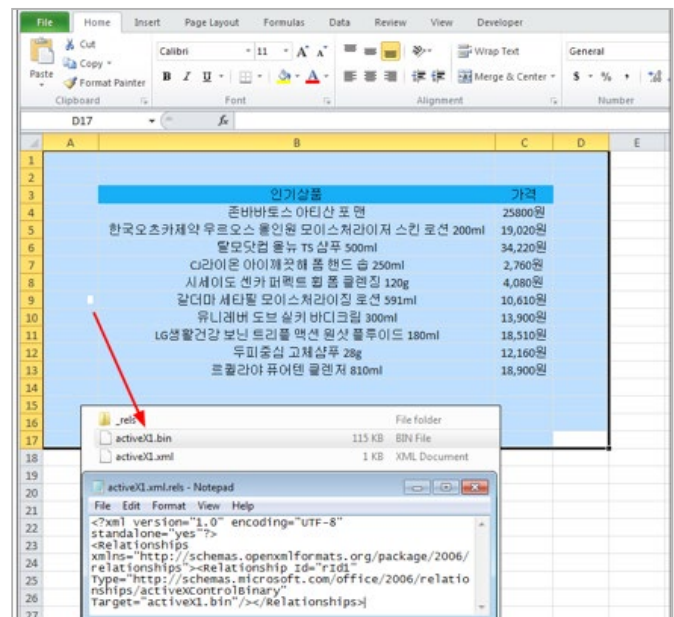 File Home Insert Page Layout Formulas Data Review View Developer
Cut
Copy
Format Painter
Paste
Clipboard
Calibri 11 A A
B I U A
Font
Wrap Text
Merge & Center
Alignment
General
$ % ,
Number
D17 fx
A B C D E
1
2
3 인기상품 가격
4 존바바토스 아티산 포 맨 25800원
5 한국오츠카제약 우르오스 올인원 모이스처라이저 스킨 로션 200ml 19,020원
6 탈모닷컴 올뉴 TS 샴푸 500ml 34,220원
7 CJ라이온 아이깨끗해 폼 핸드 솝 250ml 2,760원
8 시세이도 센카 퍼펙트 휩 폼 클렌징 120g 4,080원
9 갈더마 세타필 모이스처라이징 로션 591ml 10,610원
10 유니레버 도브 실키 바디크림 300ml 13,900원
11 LG생활건강 보닌 트리플 액션 원샷 플루이드 180ml 18,510원
12 두피중심 고체샴푸 28g 12,160원
13 르퀄라야 퓨어텐 클렌저 810ml 18,900원
14
15
16
17
18
19
20
21
22
23
24
25
26
27
_rels File folder
activeX1.bin 115 KB BIN File
activeX1.xml 1 KB XML Document
activeX1.xml.rels - Notepad
File Edit Format View Help
<?xml version="1.0" encoding="UTF-8"
standalone="yes"?>
<Relationships
xmlns="http://schemas.openxmlformats.org/package/2006/
relationships"><Relationship Id="rId1"
Type="http://schemas.microsoft.com/office/2006/relatio
nships/activeXControlBinary"
Target="activeX1.bin"/></Relationships>